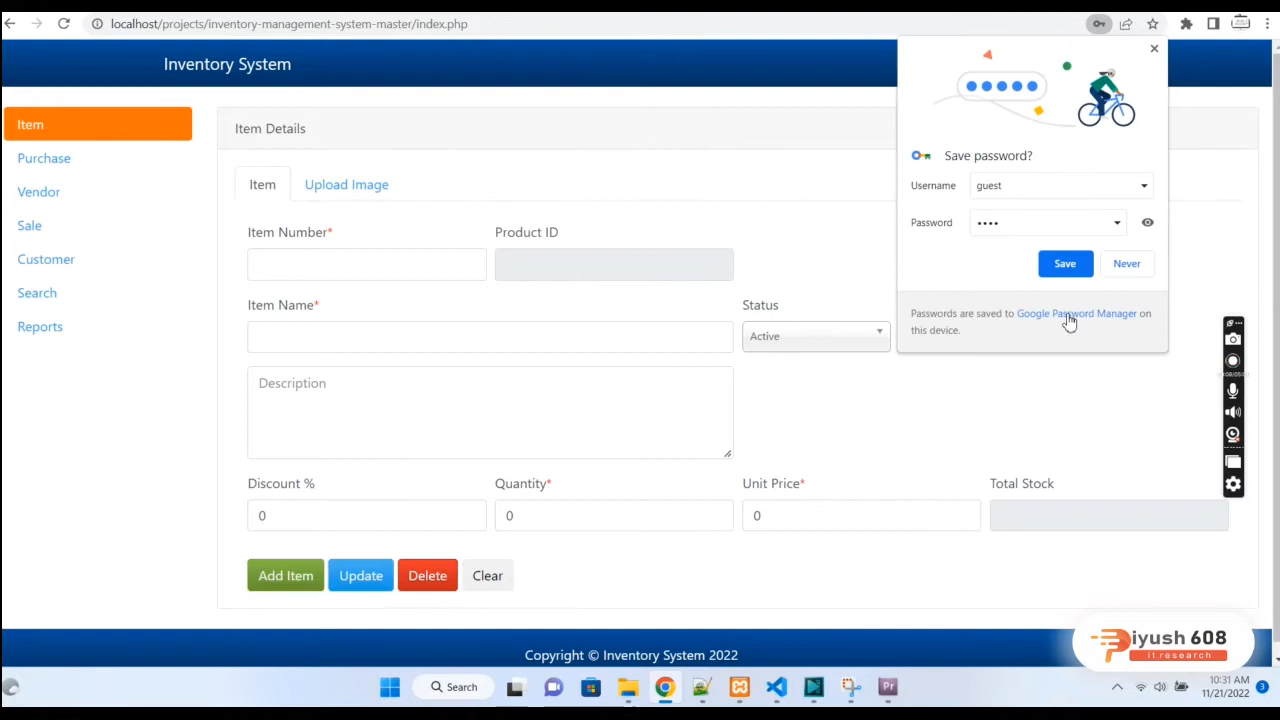 localhost/projects/inventory-management-system-master/index.php
Inventory System
Item
Purchase
Vendor
Sale
Customer
Search
Reports
Item Details
Item
Upload Image
Item Number*
Product ID
Item Name*
Status
Active
Description
Discount %
Quantity*
Unit Price*
Total Stock
0
0
0
Add Item
Update
Delete
Clear
Save password?
Username
guest
Password
Save
Never
Passwords are saved to Google Password Manager on
this device.
Copyright © Inventory System 2022
iyush 608
it.research
Search
Pr
10:31 AM
11/21/2022
3